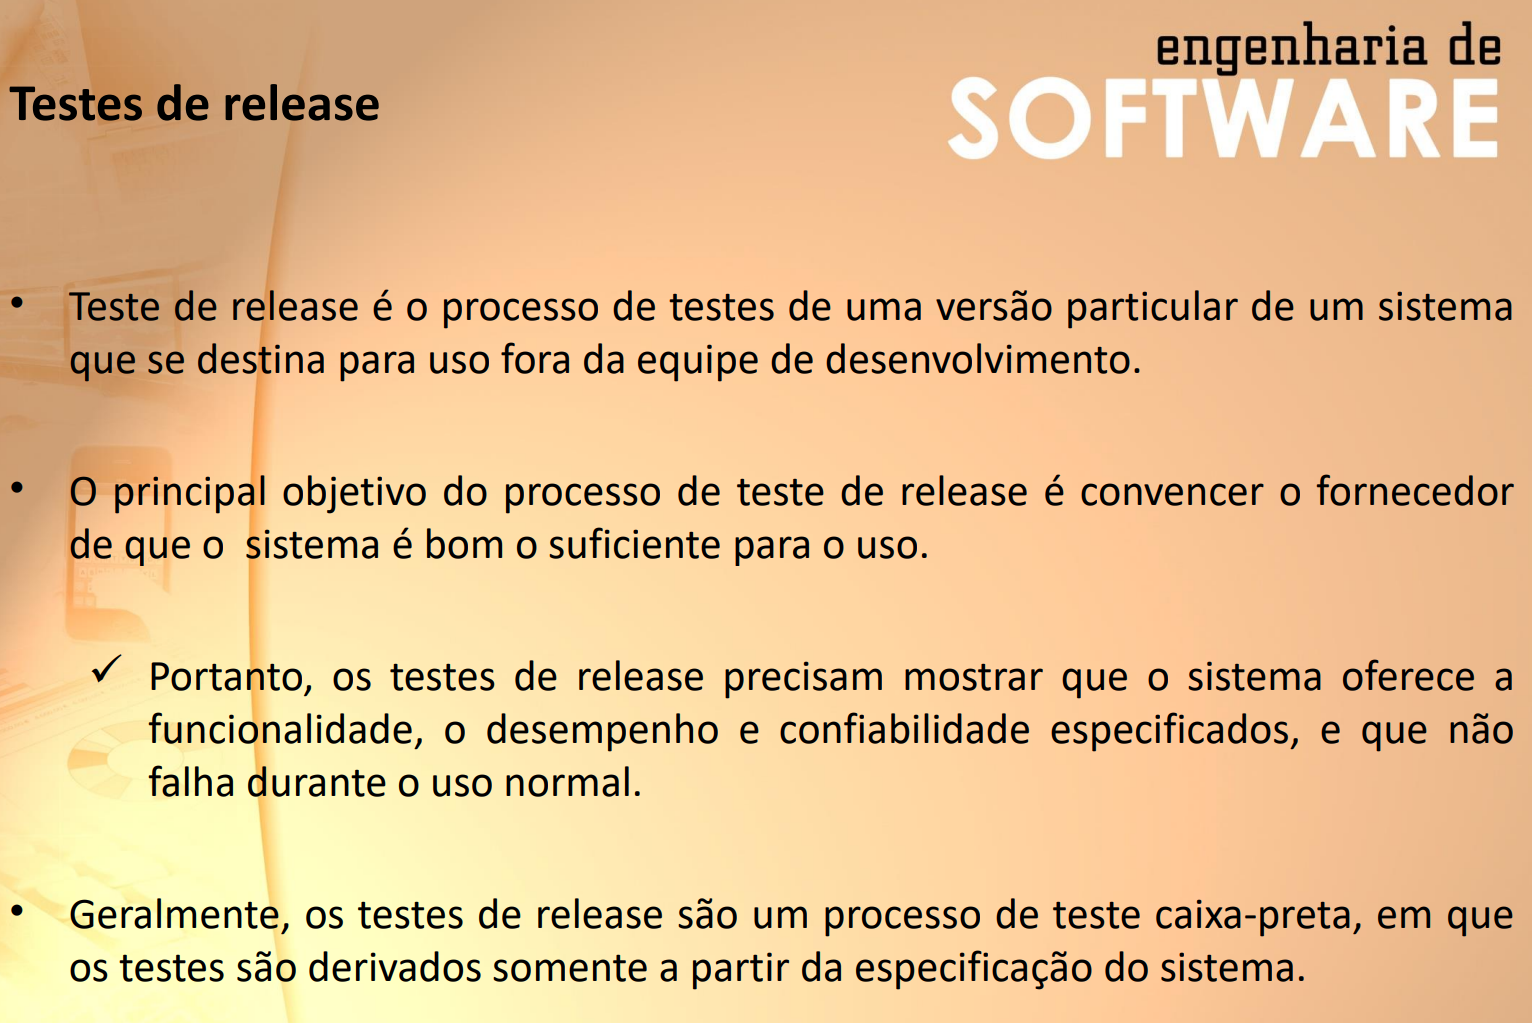 engenharia de
SOFTWARE
Testes de release
• Teste de release é o processo de testes de uma versão particular de um sistema
que se destina para uso fora da equipe de desenvolvimento.
• O principal objetivo do processo de teste de release é convencer o fornecedor
de que o sistema é bom o suficiente para o uso.
✓ Portanto, os testes de release precisam mostrar que o sistema oferece a
funcionalidade, o desempenho e confiabilidade especificados, e que não
falha durante o uso normal.
• Geralmente, os testes de release são um processo de teste caixa-preta, em que
os testes são derivados somente a partir da especificação do sistema.